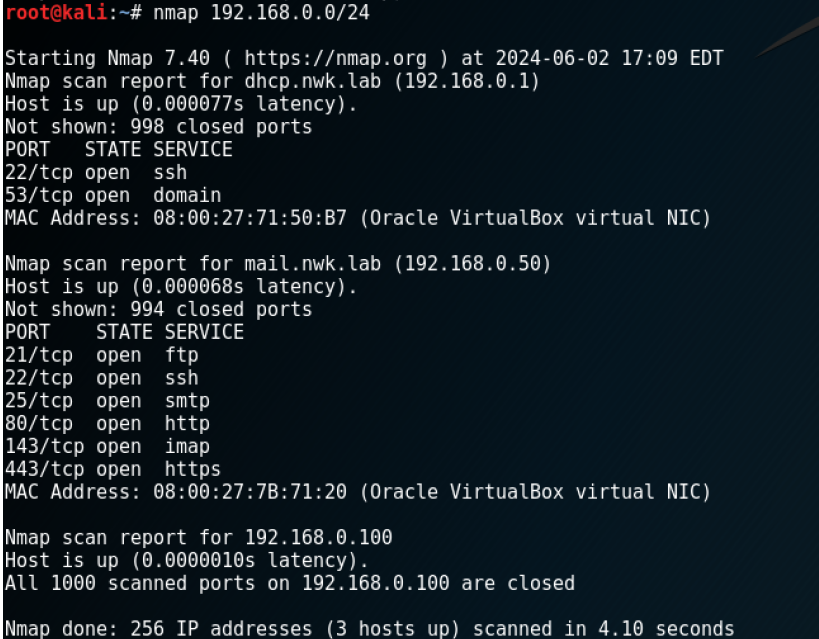 root@kali:~# nmap 192.168.0.0/24
Starting Nmap 7.40 ( https://nmap.org ) at 2024-06-02 17:09 EDT
Nmap scan report for dhcp.nwk.lab (192.168.0.1)
Host is up (0.000077s latency).
Not shown: 998 closed ports
PORT   STATE SERVICE
22/tcp open  ssh
53/tcp open  domain
MAC Address: 08:00:27:71:50:B7 (Oracle VirtualBox virtual NIC)
Nmap scan report for mail.nwk.lab (192.168.0.50)
Host is up (0.000068s latency).
Not shown: 994 closed ports
PORT    STATE SERVICE
21/tcp  open  ftp
22/tcp  open  ssh
25/tcp  open  smtp
80/tcp  open  http
143/tcp open  imap
443/tcp open  https
MAC Address: 08:00:27:7B:71:20 (Oracle VirtualBox virtual NIC)
Nmap scan report for 192.168.0.100
Host is up (0.0000010s latency).
All 1000 scanned ports on 192.168.0.100 are closed
Nmap done: 256 IP addresses (3 hosts up) scanned in 4.10 seconds